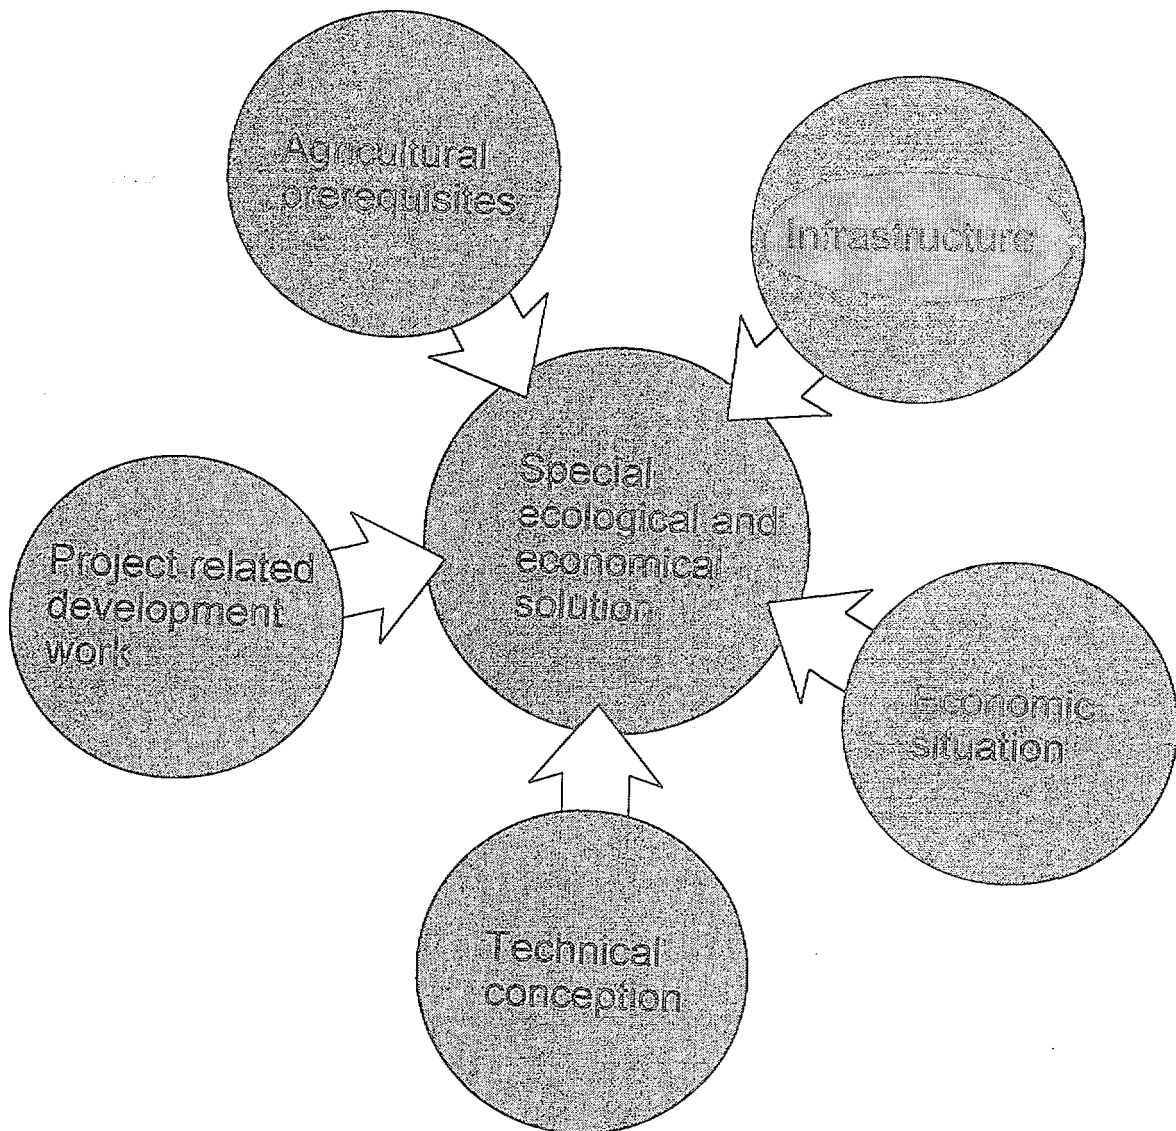 Agricultural
prerequisites
Infrastructure
Special
ecological and
economical
solution
Project related
development
work
Economic
situation
Technical
conception